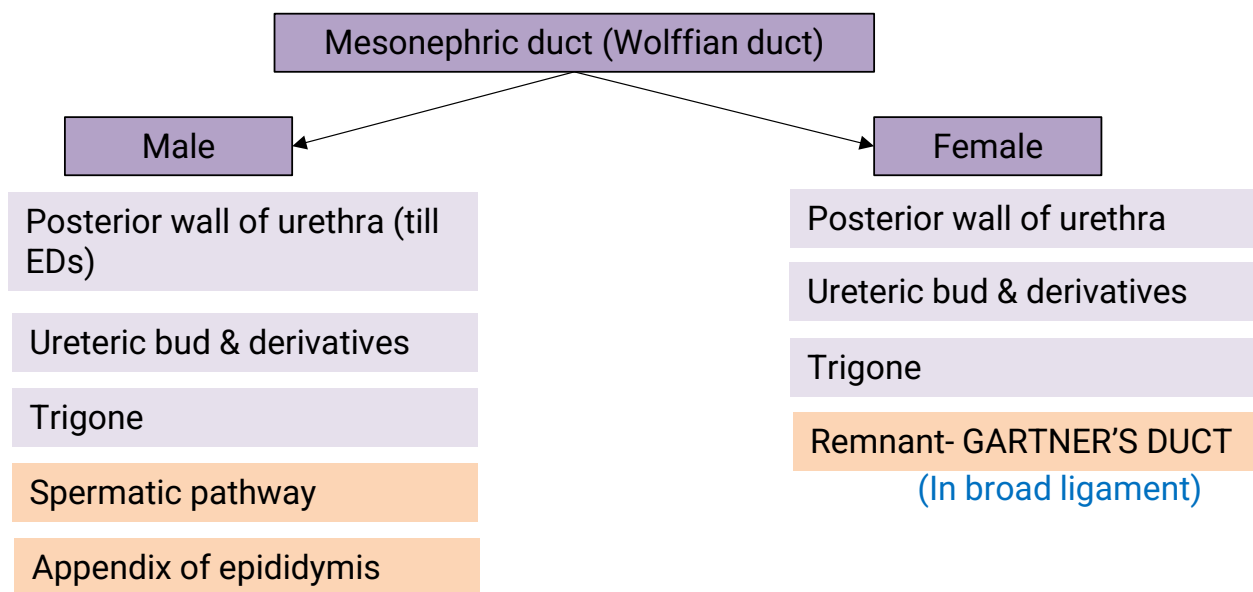 Mesonephric duct (Wolffian duct)
Male
Female
Posterior wall of urethra (till
EDs)
Ureteric bud & derivatives
Trigone
Spermatic pathway
Appendix of epididymis
Posterior wall of urethra
Ureteric bud & derivatives
Trigone
Remnant- GARTNER’S DUCT
(In broad ligament)